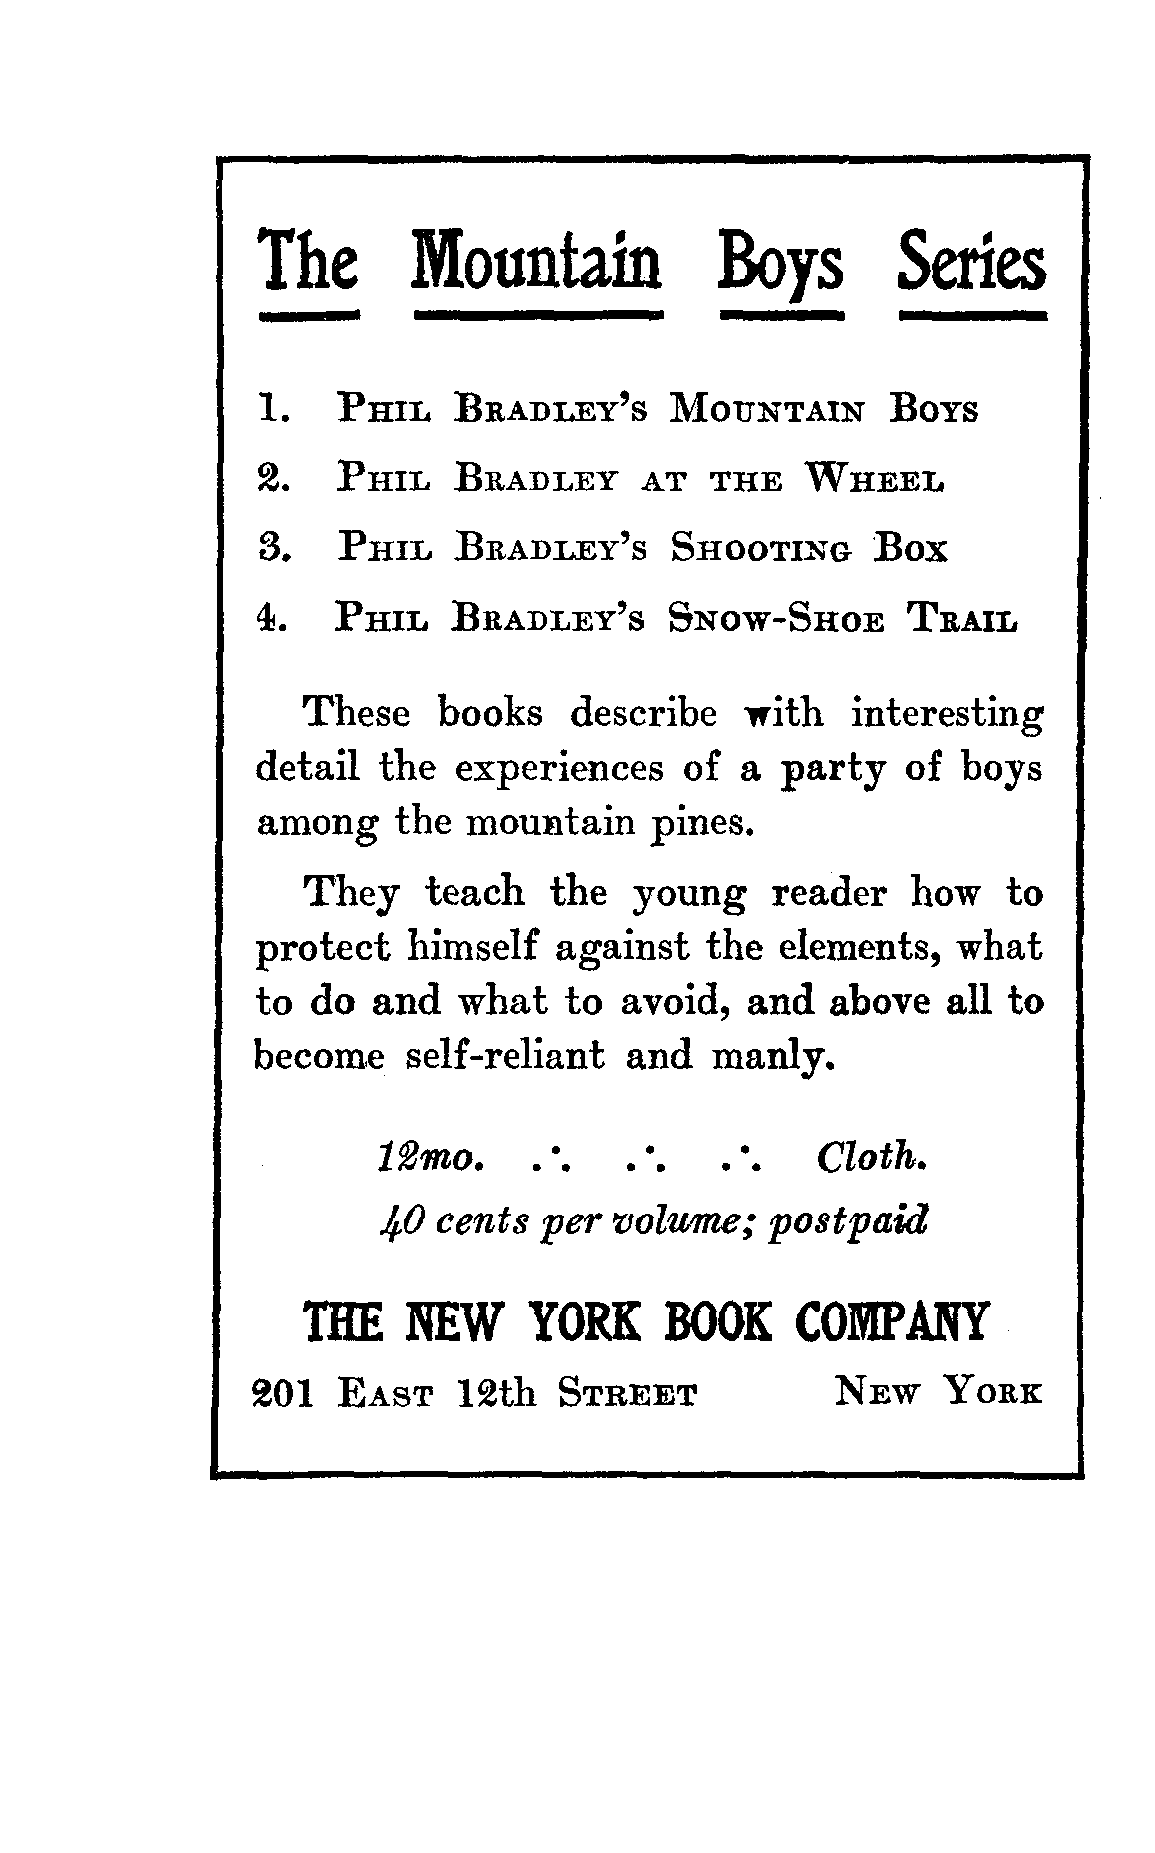 The Mountain Boys Series
1. Phil Bradley's Mountain Boys
2. Phil Bradley at the Wheel
3. Phil Bradley's Shooting Box
4. Phil Bradley's Snow-Shoe Trail
These books describe with interesting
detail the experiences of a party of boys
among the mountain pines.
They teach the young reader how to
protect himself against the elements, what
to do and what to avoid, and above all to
become self-reliant and manly.
12mo. ∴ ∴ ∴ Cloth.
40 cents per volume; postpaid
THE NEW YORK BOOK COMPANY
201 East 12th Street New York